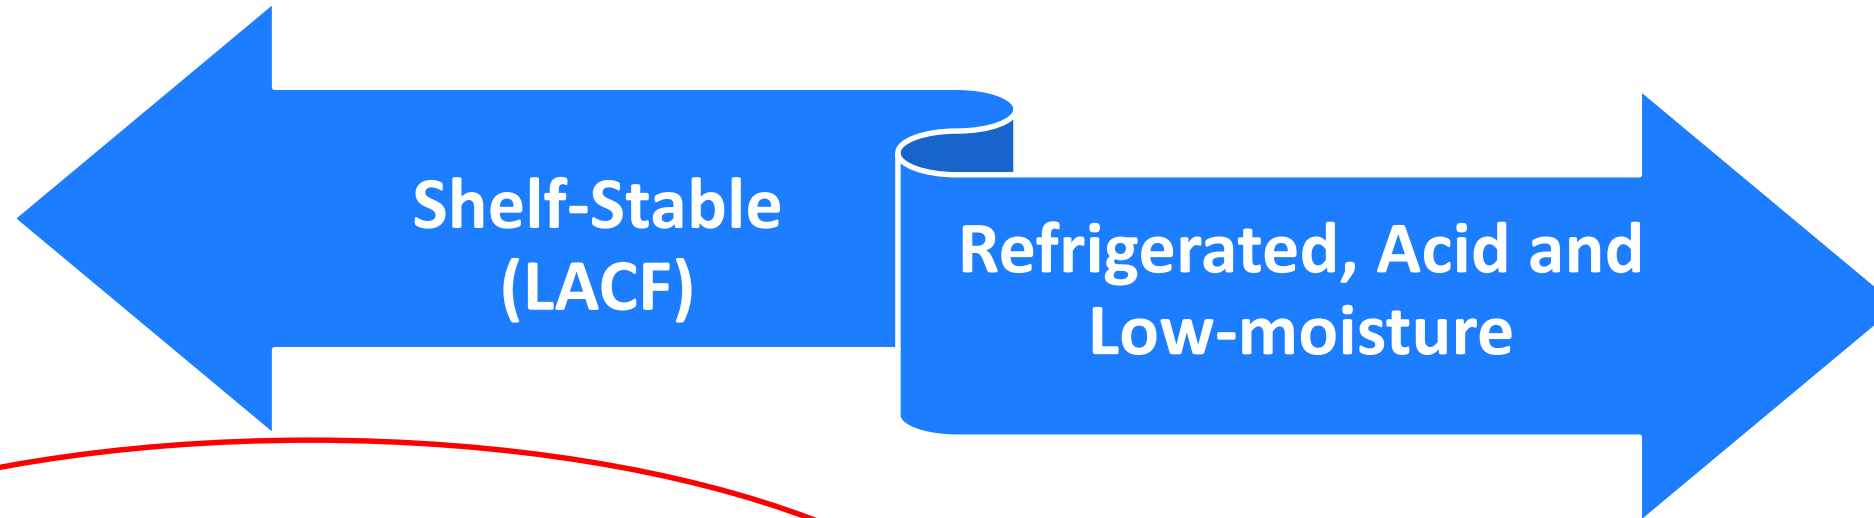 Shelf-Stable
(LACF)
Refrigerated, Acid and
Low-moisture